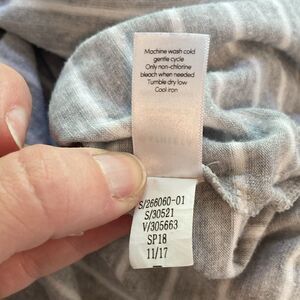 Machine wash cold
gentle cycle
Only non-chlorine
bleach when needed
Tumble dry low
Cool iron
S/266060-01
S/30521
V/305663
SP18
11/17